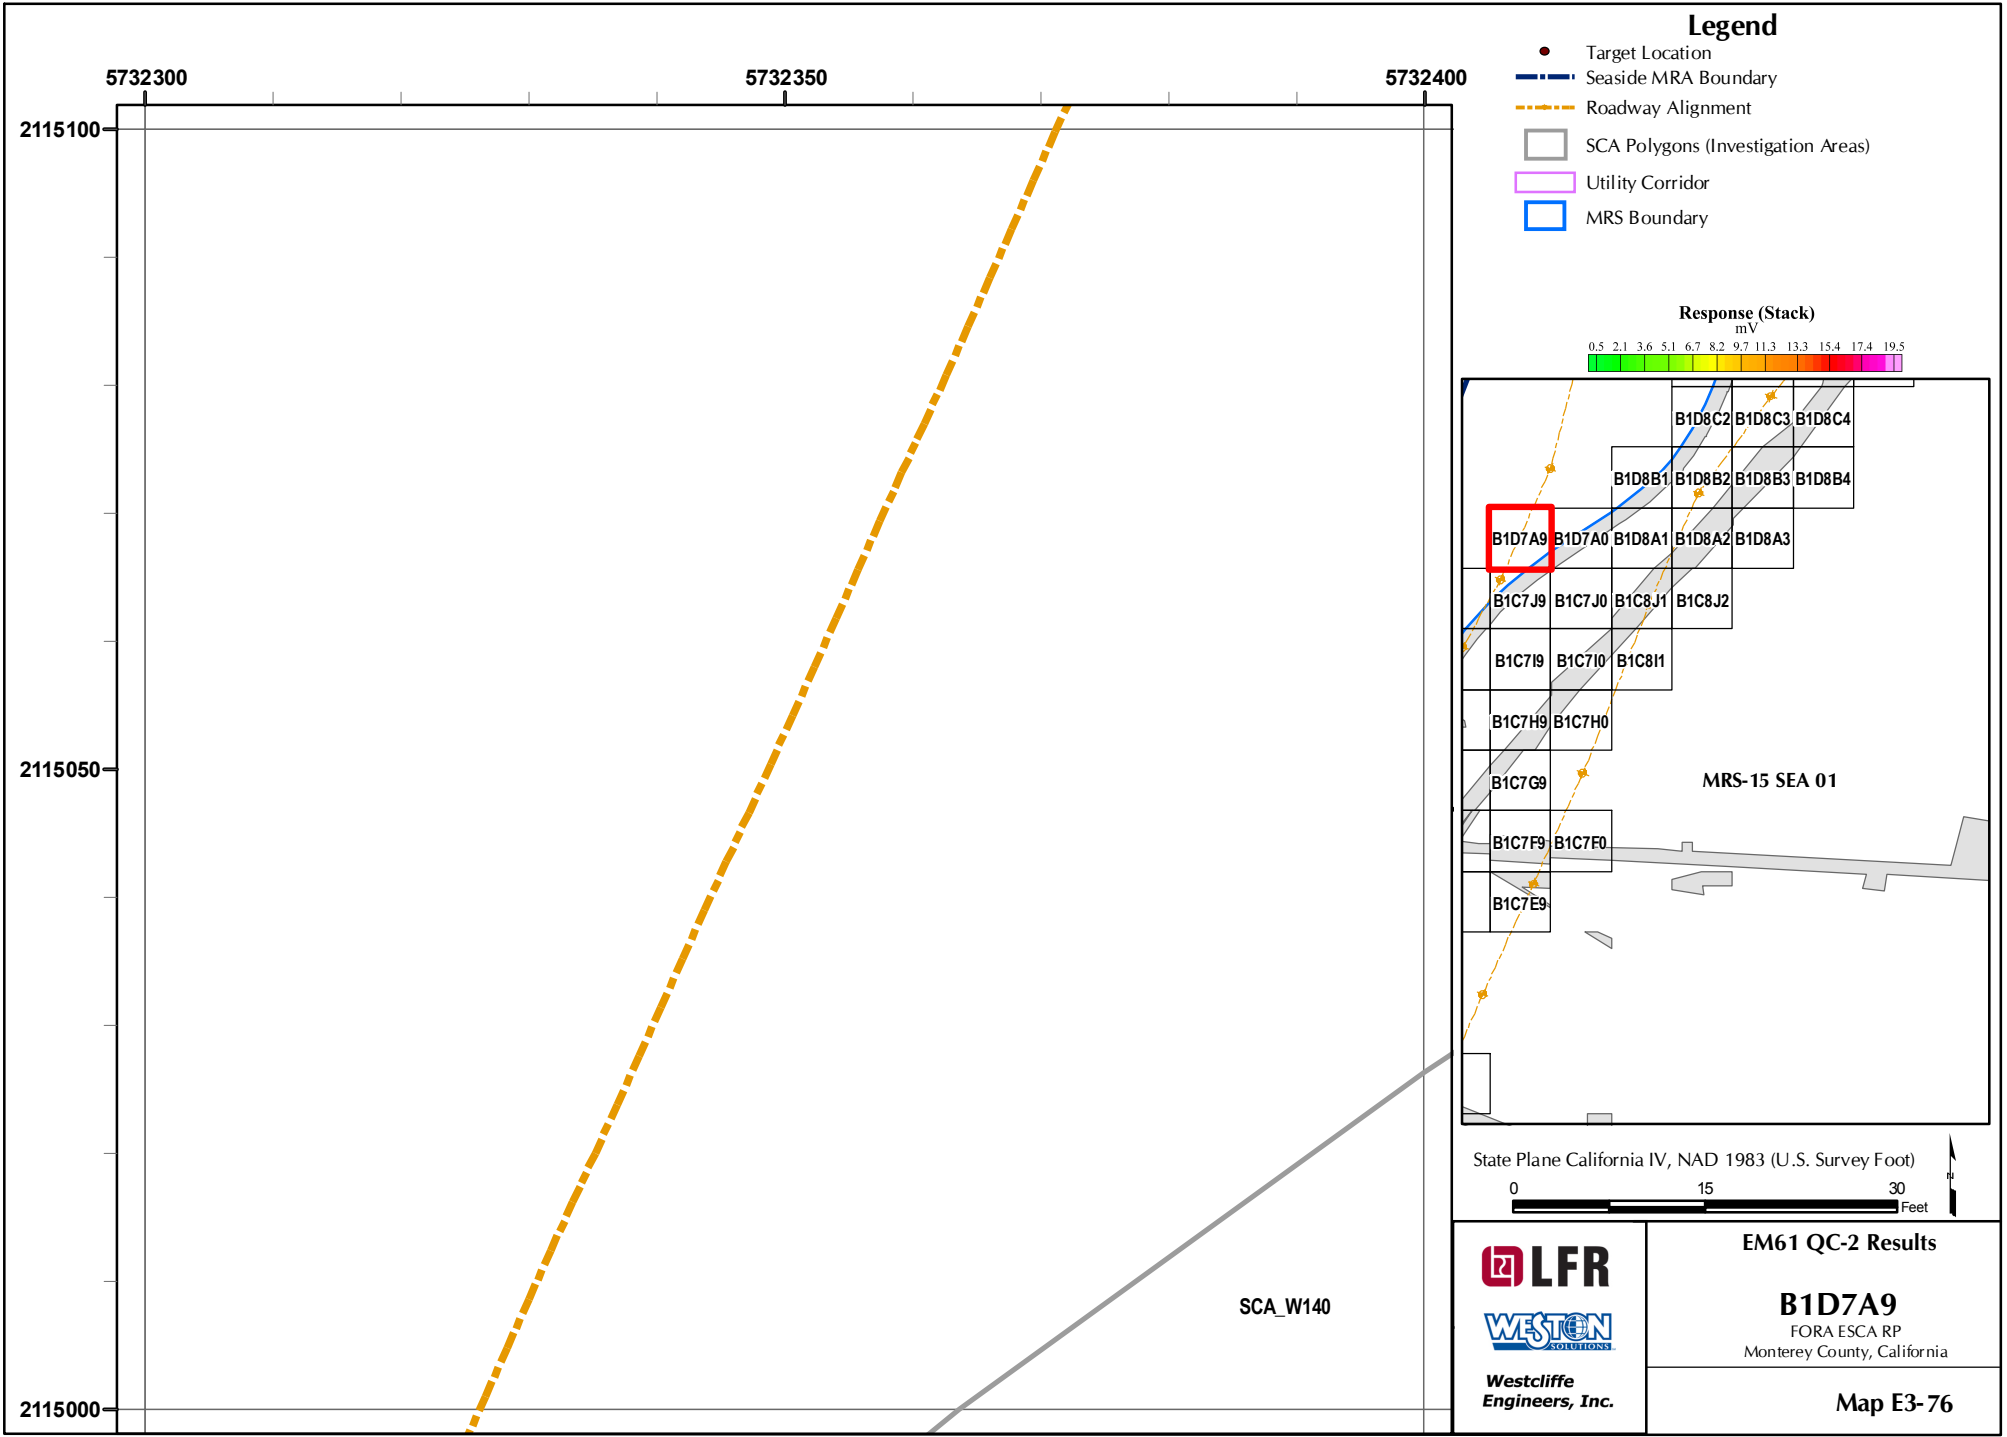 Legend
Target Location
Seaside MRA Boundary
Roadway Alignment
SCA Polygons (Investigation Areas)
Utility Corridor
MRS Boundary
5732300 5732350 5732400
2115100
2115050
2115000
SCA_W140
Response (Stack)
mV
0.5 2.1 3.6 5.1 6.7 8.2 9.7 11.3 13.3 15.4 17.4 19.5
B1D8C2 B1D8C3 B1D8C4
B1D8B1 B1D8B2 B1D8B3 B1D8B4
B1D7A9 B1D7A0 B1D8A1 B1D8A2 B1D8A3
B1C7J9 B1C7J0 B1C8J1 B1C8J2
B1C7I9 B1C7I0 B1C8I1
B1C7H9 B1C7H0
B1C7G9
MRS-15 SEA 01
B1C7F9 B1C7F0
B1C7E9
State Plane California IV, NAD 1983 (U.S. Survey Foot)
0 15 30
Feet
N
LFR
WESTON
SOLUTIONS
Westcliffe
Engineers, Inc.
EM61 QC-2 Results
B1D7A9
FORA ESCA RP
Monterey County, California
Map E3-76